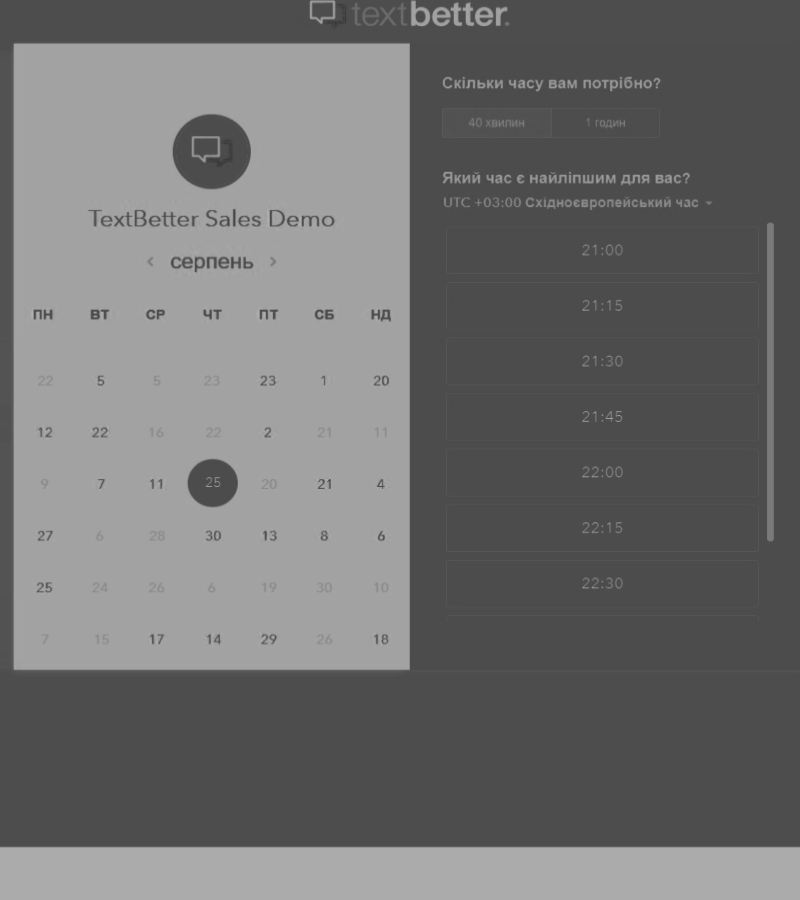 textbetter.
TextBetter Sales Demo
‹ серпень ›
ПН ВТ СР ЧТ ПТ СБ НД
22 5 5 23 23 1 20
12 22 16 22 2 21 11
9 7 11 25 20 21 4
27 6 28 30 13 8 6
25 24 26 6 19 30 10
7 15 17 14 29 26 18
Скільки часу вам потрібно?
40 хвилин 1 годин
Який час є найліпшим для вас?
UTC +03:00 Східноєвропейський час
21:00
21:15
21:30
21:45
22:00
22:15
22:30